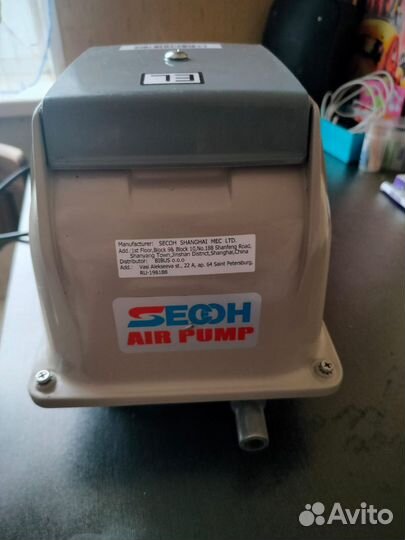 EL
Manufacturer: SECOH SHANGHAI MEC LTD.
Add.:1st Floor,Block 9& Block 10,No.188 Shanfeng Road,
Shanyang Town,Jinshan District,Shanghai,China
Distributor: BIBUS o.o.o
Add.: Vasi Alekseeva st., 22 A, ap. 64 Saint Petersburg,
RU-198188
SECOH
AIR PUMP
Avito